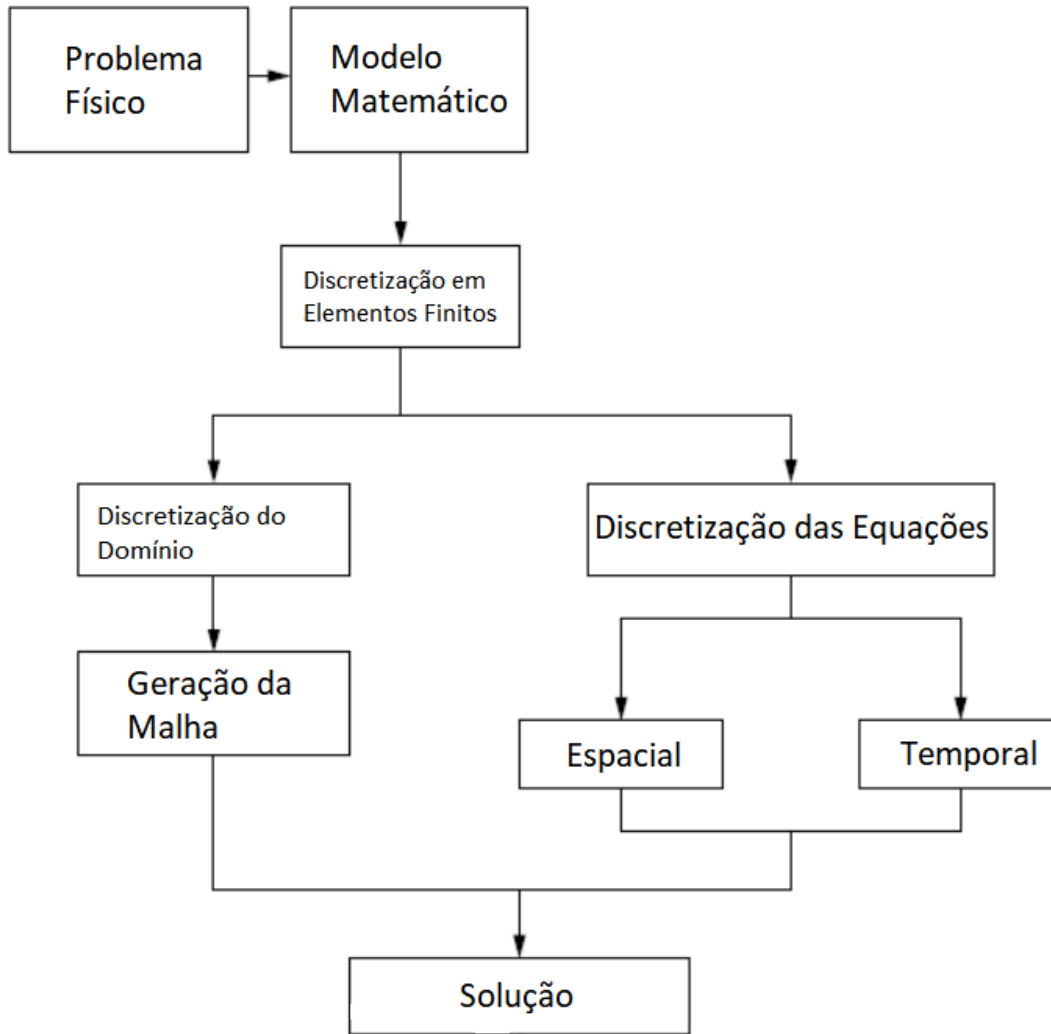 Problema
Físico
Modelo
Matemático
Discretização em
Elementos Finitos
Discretização do
Domínio
Discretização das Equações
Geração da
Malha
Espacial
Temporal
Solução